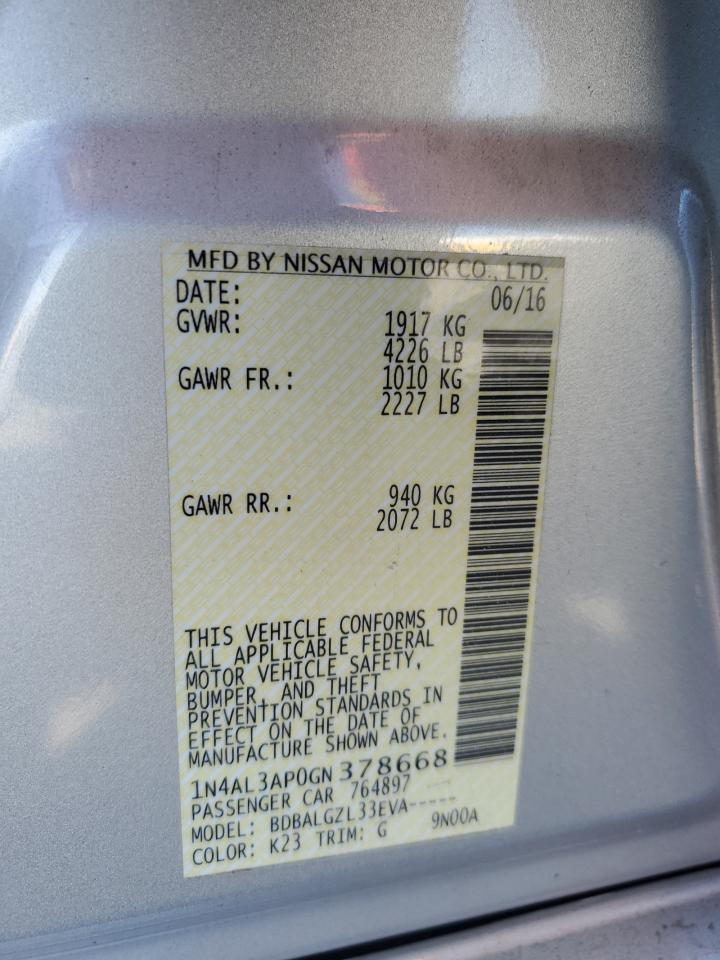 MFD BY NISSAN MOTOR CO., LTD.
DATE: 06/16
GVWR: 1917 KG
4226 LB
GAWR FR.: 1010 KG
2227 LB
GAWR RR.: 940 KG
2072 LB
THIS VEHICLE CONFORMS TO
ALL APPLICABLE FEDERAL
MOTOR VEHICLE SAFETY,
BUMPER, AND THEFT
PREVENTION STANDARDS IN
EFFECT ON THE DATE OF
MANUFACTURE SHOWN ABOVE.
1N4AL3AP0GN378668
PASSENGER CAR 764897
MODEL: BDBALGZL33EVA-----
COLOR: K23 TRIM: G 9N00A